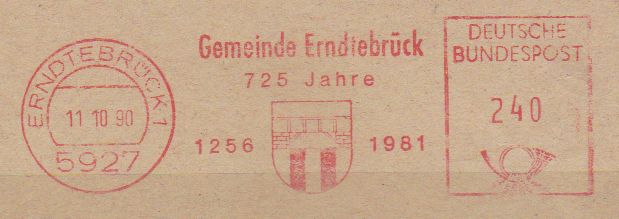 ERNDTEBRÜCK 1
11 10 90
5927
Gemeinde Erndtebrück
725 Jahre
1256 1981
DEUTSCHE
BUNDESPOST
240